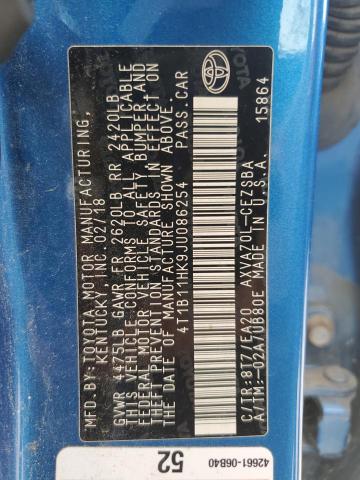 MFD.BY: TOYOTA MOTOR MANUFACTURING,
KENTUCKY, INC. 02/18
GVWR 4475LB GAWR FR 2620LB RR 2420LB
THIS VEHICLE CONFORMS TO ALL APPLICABLE
FEDERAL MOTOR VEHICLE SAFETY, BUMPER, AND
THEFT PREVENTION STANDARDS IN EFFECT ON
THE DATE OF MANUFACTURE SHOWN ABOVE.
4T1B11HK9JU086254 PASS. CAR
C/TR: 8T7/EA20 AXVA70L-CEZSBA
A/TM: -02A/UB80E MADE IN U.S.A.
15864
TOYOTA
52
42661-06B40